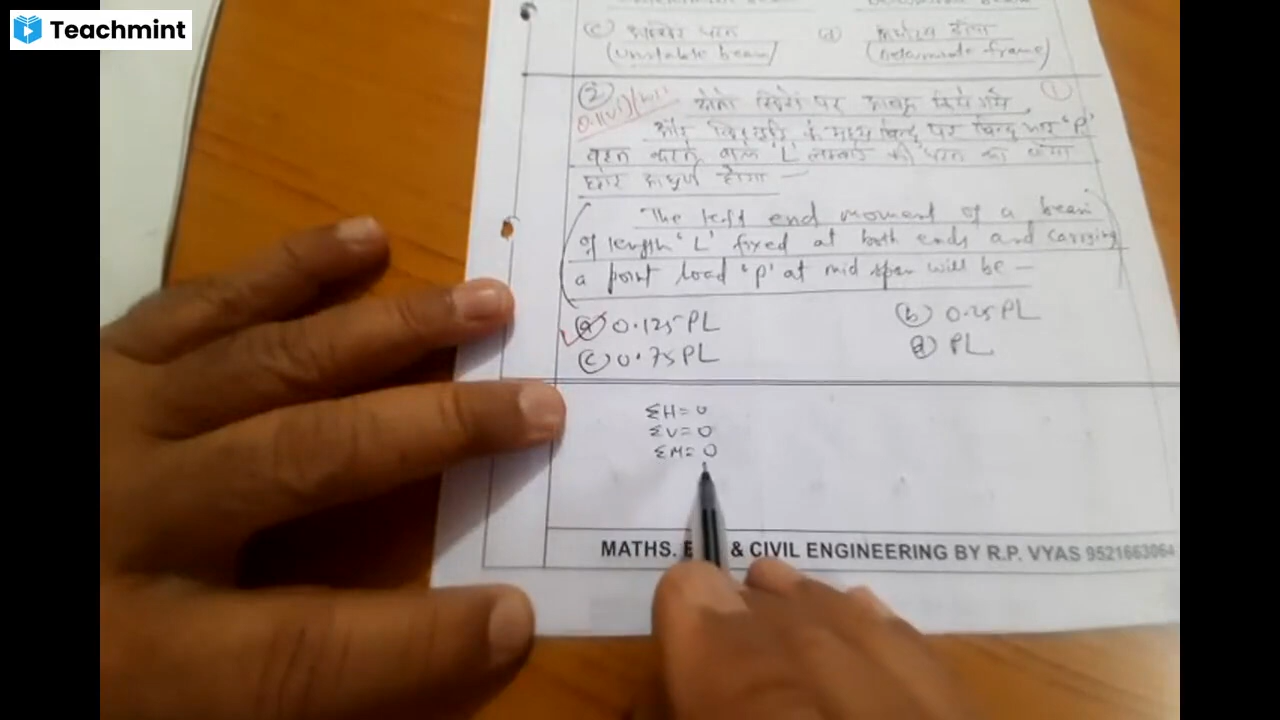 Teachmint
(c) अस्थिर धरन (d)
(unstable beam) (Determinate frame)
(2) दोनों सिरों पर आबद्ध किये गये (1)
और विस्तृति के मध्य बिन्दु पर बिन्दु भार 'P'
वहन करने वाले 'L' लम्बाई की धरन का बांया
छोर आघूर्ण होगा —
(The left end moment of a beam
of length 'L' fixed at both ends and carrying
a point load 'P' at mid span will be —
(a) 0.125 PL (b) 0.25 PL
(c) 0.75 PL (d) PL
ΣH = 0
ΣV = 0
ΣM = 0
MATHS. & CIVIL ENGINEERING BY R.P. VYAS 9521663064